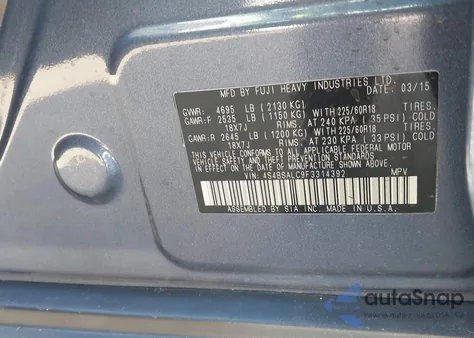 MFD BY FUJI HEAVY INDUSTRIES LTD.
DATE: 03/15
GVWR: 4695 LB (2130 KG)
GAWR:F 2535 LB (1150 KG) WITH 225/60R18 TIRES,
18X7J RIMS, AT 240 KPA (35 PSI) COLD
GAWR:R 2645 LB (1200 KG) WITH 225/60R18 TIRES,
18X7J RIMS, AT 230 KPA (33 PSI) COLD
THIS VEHICLE CONFORMS TO ALL APPLICABLE FEDERAL MOTOR
VEHICLE SAFETY AND THEFT PREVENTION STANDARDS IN EFFECT
ON THE DATE OF MANUFACTURE SHOWN ABOVE.
VIN: 4S4BSALC9F3314392 MPV
ASSEMBLED BY SIA INC. MADE IN U.S.A.
autoSnap